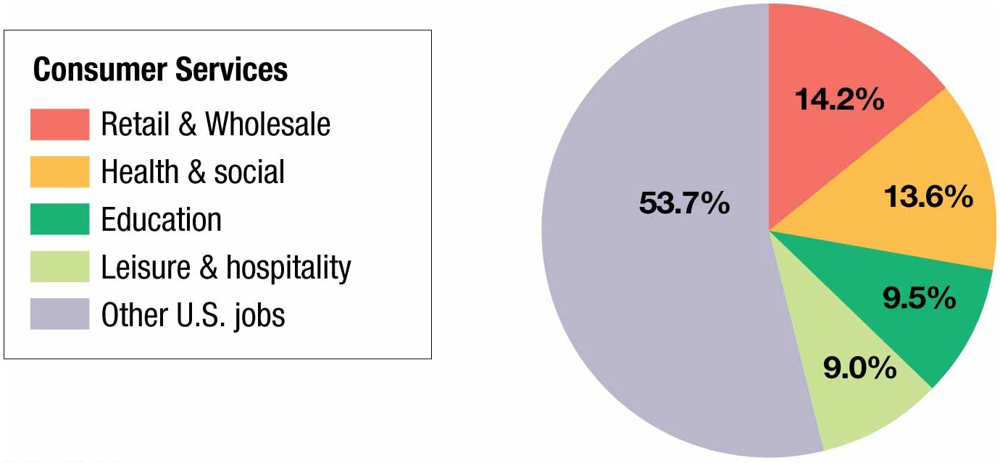 Consumer Services
Retail & Wholesale
Health & social
Education
Leisure & hospitality
Other U.S. jobs
14.2%
13.6%
53.7%
9.5%
9.0%